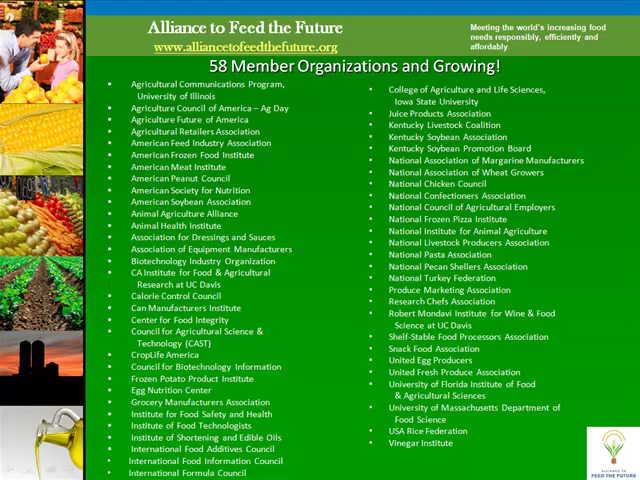 Alliance to Feed the Future
www.alliancetofeedthefuture.org
Meeting the world's increasing food
needs responsibly, efficiently and
affordably.
58 Member Organizations and Growing!
• Agricultural Communications Program,
University of Illinois
• Agriculture Council of America – Ag Day
• Agriculture Future of America
• Agricultural Retailers Association
• American Feed Industry Association
• American Frozen Food Institute
• American Meat Institute
• American Peanut Council
• American Society for Nutrition
• American Soybean Association
• Animal Agriculture Alliance
• Animal Health Institute
• Association for Dressings and Sauces
• Association of Equipment Manufacturers
• Biotechnology Industry Organization
• CA Institute for Food & Agricultural
Research at UC Davis
• Calorie Control Council
• Can Manufacturers Institute
• Center for Food Integrity
• Council for Agricultural Science &
Technology (CAST)
• CropLife America
• Council for Biotechnology Information
• Frozen Potato Product Institute
• Egg Nutrition Center
• Grocery Manufacturers Association
• Institute for Food Safety and Health
• Institute of Food Technologists
• Institute of Shortening and Edible Oils
• International Food Additives Council
• International Food Information Council
• International Formula Council
• College of Agriculture and Life Sciences,
Iowa State University
• Juice Products Association
• Kentucky Livestock Coalition
• Kentucky Soybean Association
• Kentucky Soybean Promotion Board
• National Association of Margarine Manufacturers
• National Association of Wheat Growers
• National Chicken Council
• National Confectioners Association
• National Council of Agricultural Employers
• National Frozen Pizza Institute
• National Institute for Animal Agriculture
• National Livestock Producers Association
• National Pasta Association
• National Pecan Shellers Association
• National Turkey Federation
• Produce Marketing Association
• Research Chefs Association
• Robert Mondavi Institute for Wine & Food
Science at UC Davis
• Shelf-Stable Food Processors Association
• Snack Food Association
• United Egg Producers
• United Fresh Produce Association
• University of Florida Institute of Food
& Agricultural Sciences
• University of Massachusetts Department of
Food Science
• USA Rice Federation
• Vinegar Institute
ALLIANCE TO
FEED THE FUTURE